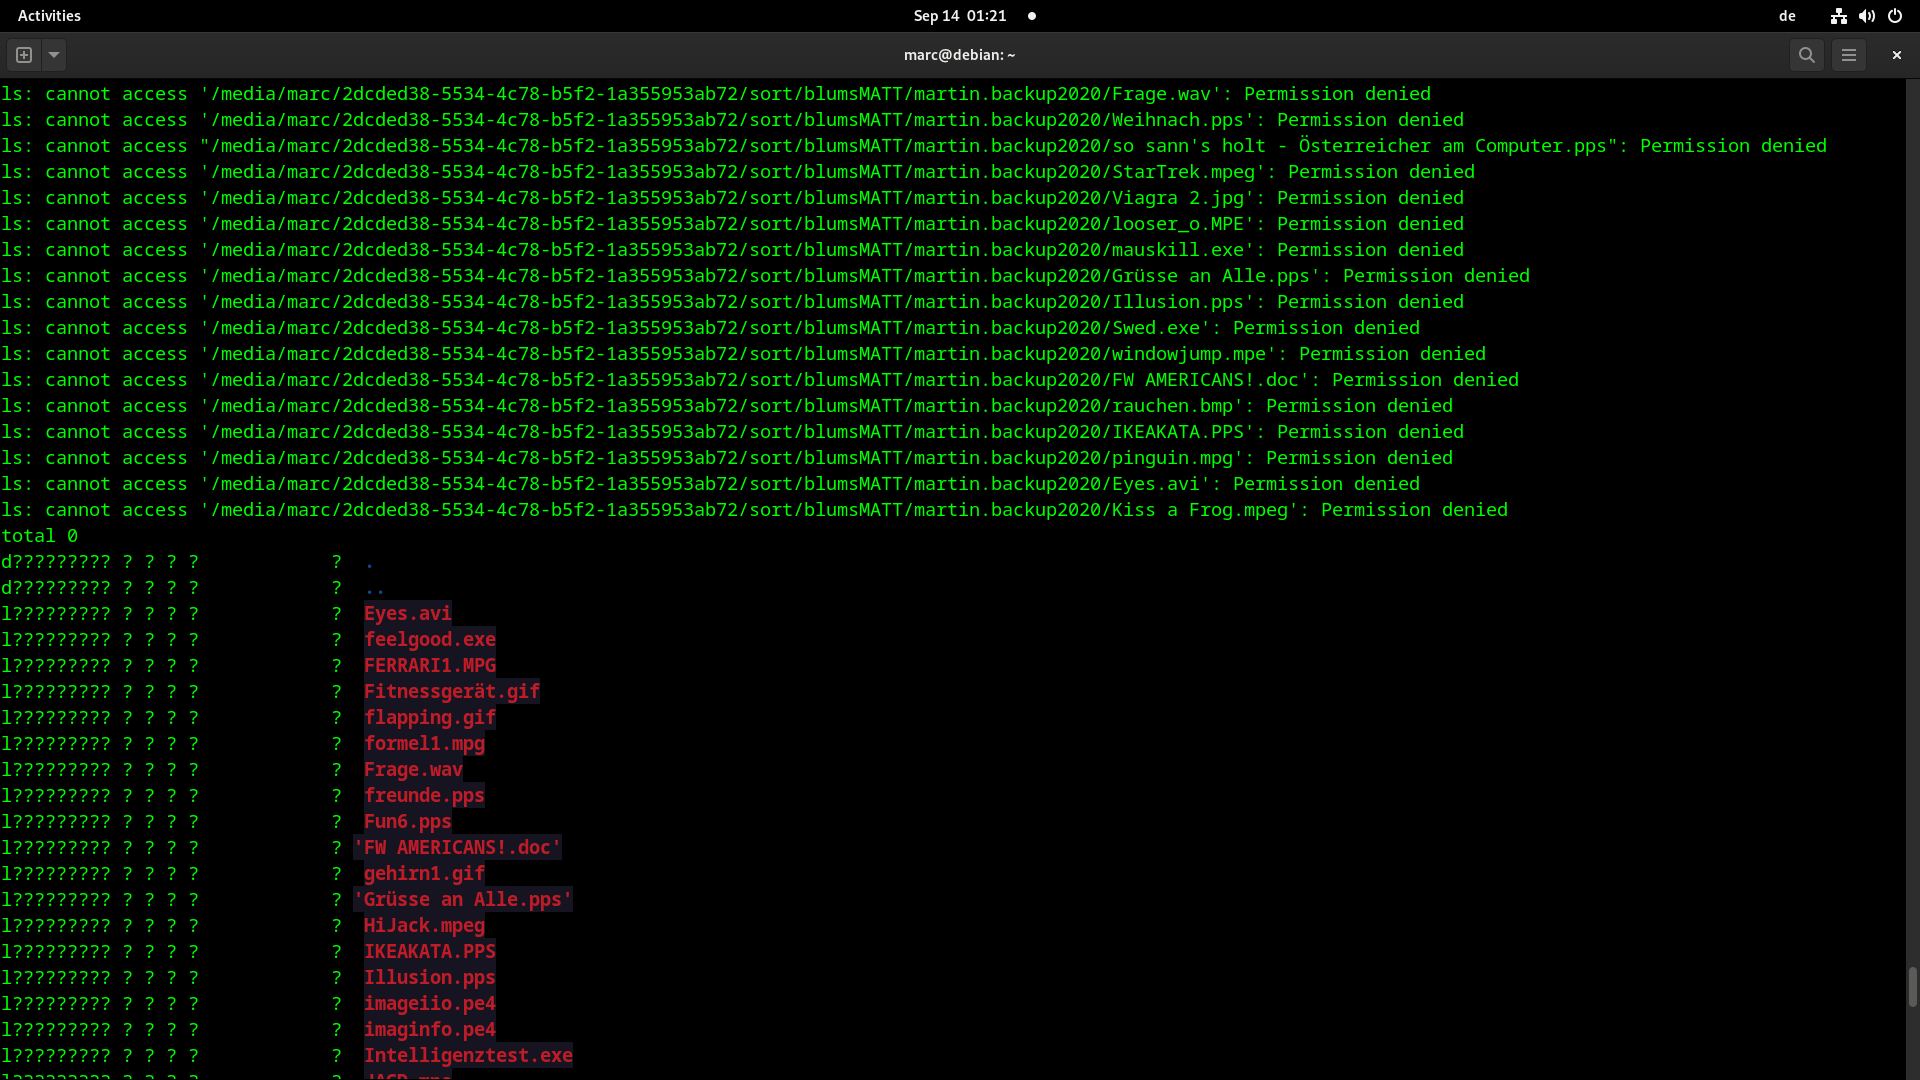 Activities
Sep 14 01:21
de
marc@debian: ~
ls: cannot access '/media/marc/2dcded38-5534-4c78-b5f2-1a355953ab72/sort/blumsMATT/martin.backup2020/Frage.wav': Permission denied
ls: cannot access '/media/marc/2dcded38-5534-4c78-b5f2-1a355953ab72/sort/blumsMATT/martin.backup2020/Weihnach.pps': Permission denied
ls: cannot access "/media/marc/2dcded38-5534-4c78-b5f2-1a355953ab72/sort/blumsMATT/martin.backup2020/so sann's holt - Österreicher am Computer.pps": Permission denied
ls: cannot access '/media/marc/2dcded38-5534-4c78-b5f2-1a355953ab72/sort/blumsMATT/martin.backup2020/StarTrek.mpeg': Permission denied
ls: cannot access '/media/marc/2dcded38-5534-4c78-b5f2-1a355953ab72/sort/blumsMATT/martin.backup2020/Viagra 2.jpg': Permission denied
ls: cannot access '/media/marc/2dcded38-5534-4c78-b5f2-1a355953ab72/sort/blumsMATT/martin.backup2020/looser_o.MPE': Permission denied
ls: cannot access '/media/marc/2dcded38-5534-4c78-b5f2-1a355953ab72/sort/blumsMATT/martin.backup2020/mauskill.exe': Permission denied
ls: cannot access '/media/marc/2dcded38-5534-4c78-b5f2-1a355953ab72/sort/blumsMATT/martin.backup2020/Grüsse an Alle.pps': Permission denied
ls: cannot access '/media/marc/2dcded38-5534-4c78-b5f2-1a355953ab72/sort/blumsMATT/martin.backup2020/Illusion.pps': Permission denied
ls: cannot access '/media/marc/2dcded38-5534-4c78-b5f2-1a355953ab72/sort/blumsMATT/martin.backup2020/Swed.exe': Permission denied
ls: cannot access '/media/marc/2dcded38-5534-4c78-b5f2-1a355953ab72/sort/blumsMATT/martin.backup2020/windowjump.mpe': Permission denied
ls: cannot access '/media/marc/2dcded38-5534-4c78-b5f2-1a355953ab72/sort/blumsMATT/martin.backup2020/FW AMERICANS!.doc': Permission denied
ls: cannot access '/media/marc/2dcded38-5534-4c78-b5f2-1a355953ab72/sort/blumsMATT/martin.backup2020/rauchen.bmp': Permission denied
ls: cannot access '/media/marc/2dcded38-5534-4c78-b5f2-1a355953ab72/sort/blumsMATT/martin.backup2020/IKEAKATA.PPS': Permission denied
ls: cannot access '/media/marc/2dcded38-5534-4c78-b5f2-1a355953ab72/sort/blumsMATT/martin.backup2020/pinguin.mpg': Permission denied
ls: cannot access '/media/marc/2dcded38-5534-4c78-b5f2-1a355953ab72/sort/blumsMATT/martin.backup2020/Eyes.avi': Permission denied
ls: cannot access '/media/marc/2dcded38-5534-4c78-b5f2-1a355953ab72/sort/blumsMATT/martin.backup2020/Kiss a Frog.mpeg': Permission denied
total 0
d????????? ? ? ? ?            ?  .
d????????? ? ? ? ?            ?  ..
l????????? ? ? ? ?            ?  Eyes.avi
l????????? ? ? ? ?            ?  feelgood.exe
l????????? ? ? ? ?            ?  FERRARI1.MPG
l????????? ? ? ? ?            ?  Fitnessgerät.gif
l????????? ? ? ? ?            ?  flapping.gif
l????????? ? ? ? ?            ?  formel1.mpg
l????????? ? ? ? ?            ?  Frage.wav
l????????? ? ? ? ?            ?  freunde.pps
l????????? ? ? ? ?            ?  Fun6.pps
l????????? ? ? ? ?            ? 'FW AMERICANS!.doc'
l????????? ? ? ? ?            ?  gehirn1.gif
l????????? ? ? ? ?            ? 'Grüsse an Alle.pps'
l????????? ? ? ? ?            ?  HiJack.mpeg
l????????? ? ? ? ?            ?  IKEAKATA.PPS
l????????? ? ? ? ?            ?  Illusion.pps
l????????? ? ? ? ?            ?  imageiio.pe4
l????????? ? ? ? ?            ?  imaginfo.pe4
l????????? ? ? ? ?            ?  Intelligenztest.exe